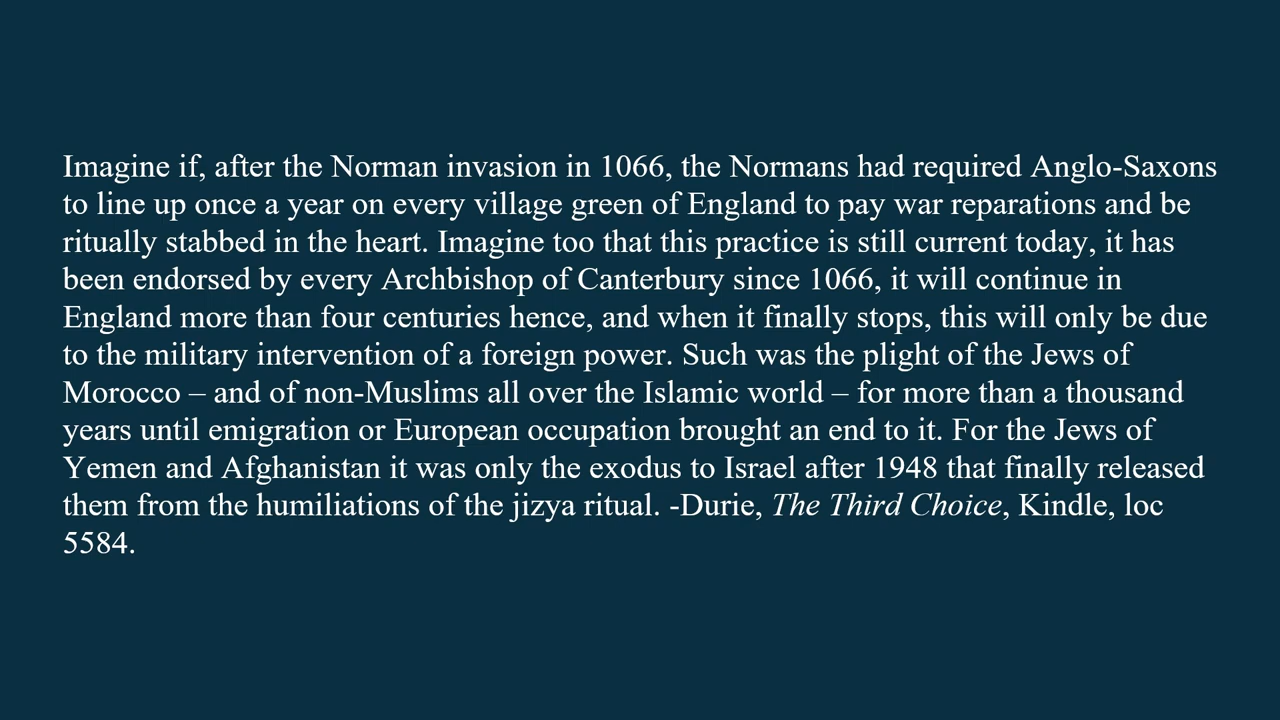 Imagine if, after the Norman invasion in 1066, the Normans had required Anglo-Saxons
to line up once a year on every village green of England to pay war reparations and be
ritually stabbed in the heart. Imagine too that this practice is still current today, it has
been endorsed by every Archbishop of Canterbury since 1066, it will continue in
England more than four centuries hence, and when it finally stops, this will only be due
to the military intervention of a foreign power. Such was the plight of the Jews of
Morocco – and of non-Muslims all over the Islamic world – for more than a thousand
years until emigration or European occupation brought an end to it. For the Jews of
Yemen and Afghanistan it was only the exodus to Israel after 1948 that finally released
them from the humiliations of the jizya ritual. -Durie, The Third Choice, Kindle, loc
5584.